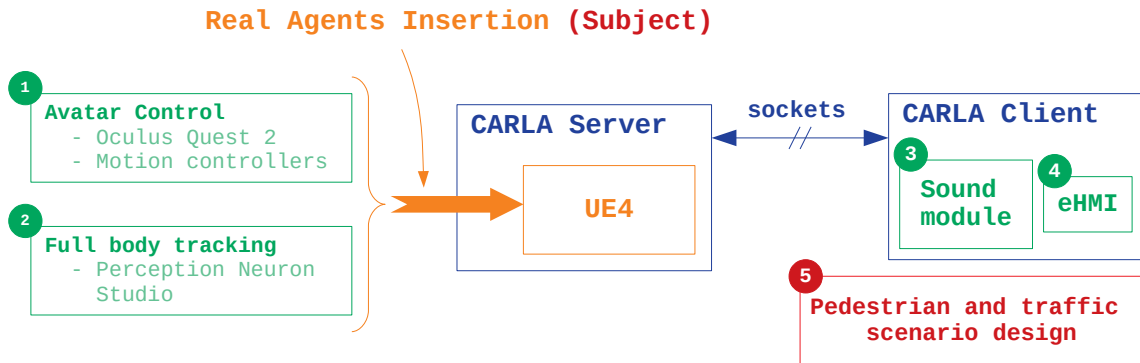 Real Agents Insertion (Subject)
1
Avatar Control
- Oculus Quest 2
- Motion controllers
2
Full body tracking
- Perception Neuron
Studio
CARLA Server
UE4
sockets
CARLA Client
3
Sound
module
4
eHMI
5
Pedestrian and traffic
scenario design